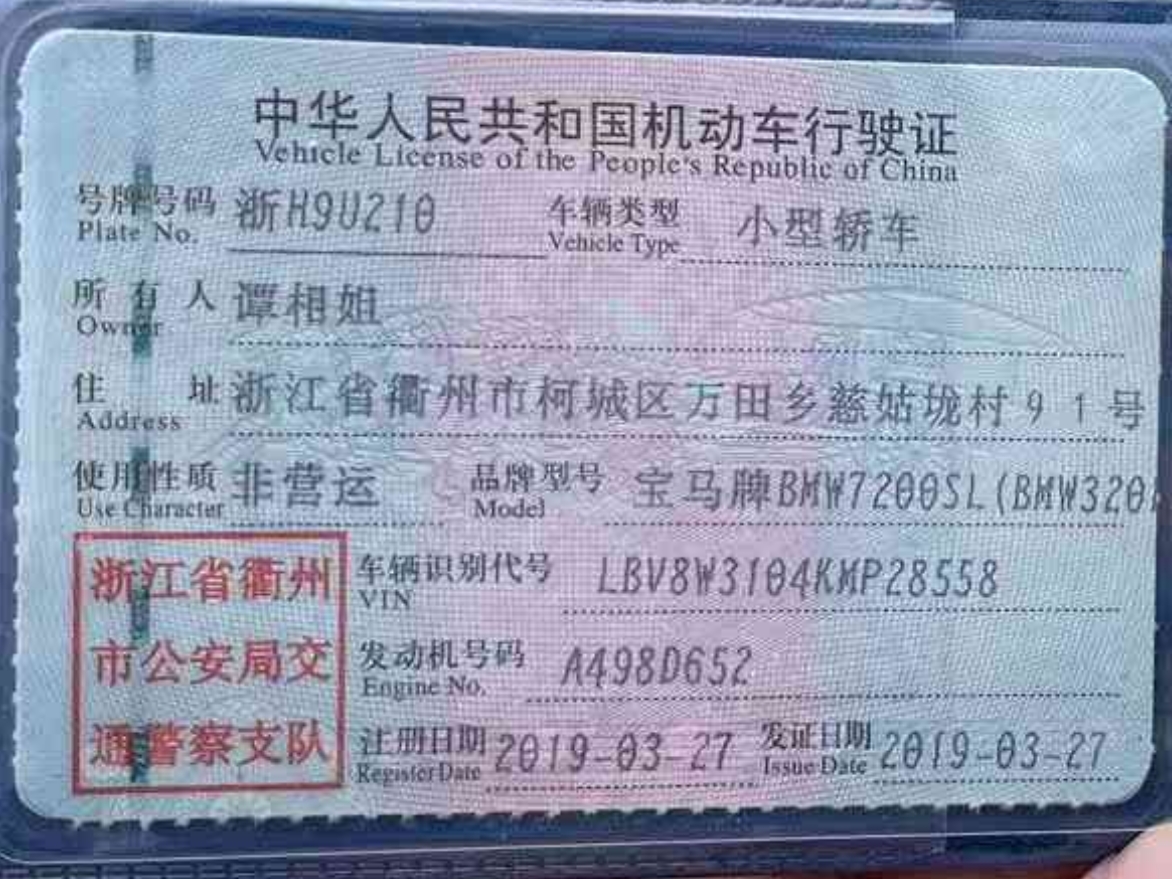 中华人民共和国机动车行驶证
Vehicle License of the People's Republic of China
号牌号码 浙H9U210 车辆类型 小型轿车
Plate No. Vehicle Type
所有人 谭相姐
Owner
住址 浙江省衢州市柯城区万田乡慈姑垅村91号
Address
使用性质 非营运 品牌型号 宝马牌BMW7200SL(BMW320
Use Character Model
浙江省衢州
市公安局交
通警察支队
车辆识别代号 LBV8W3104KMP28558
VIN
发动机号码 A498D652
Engine No.
注册日期 2019-03-27 发证日期 2019-03-27
Register Date Issue Date